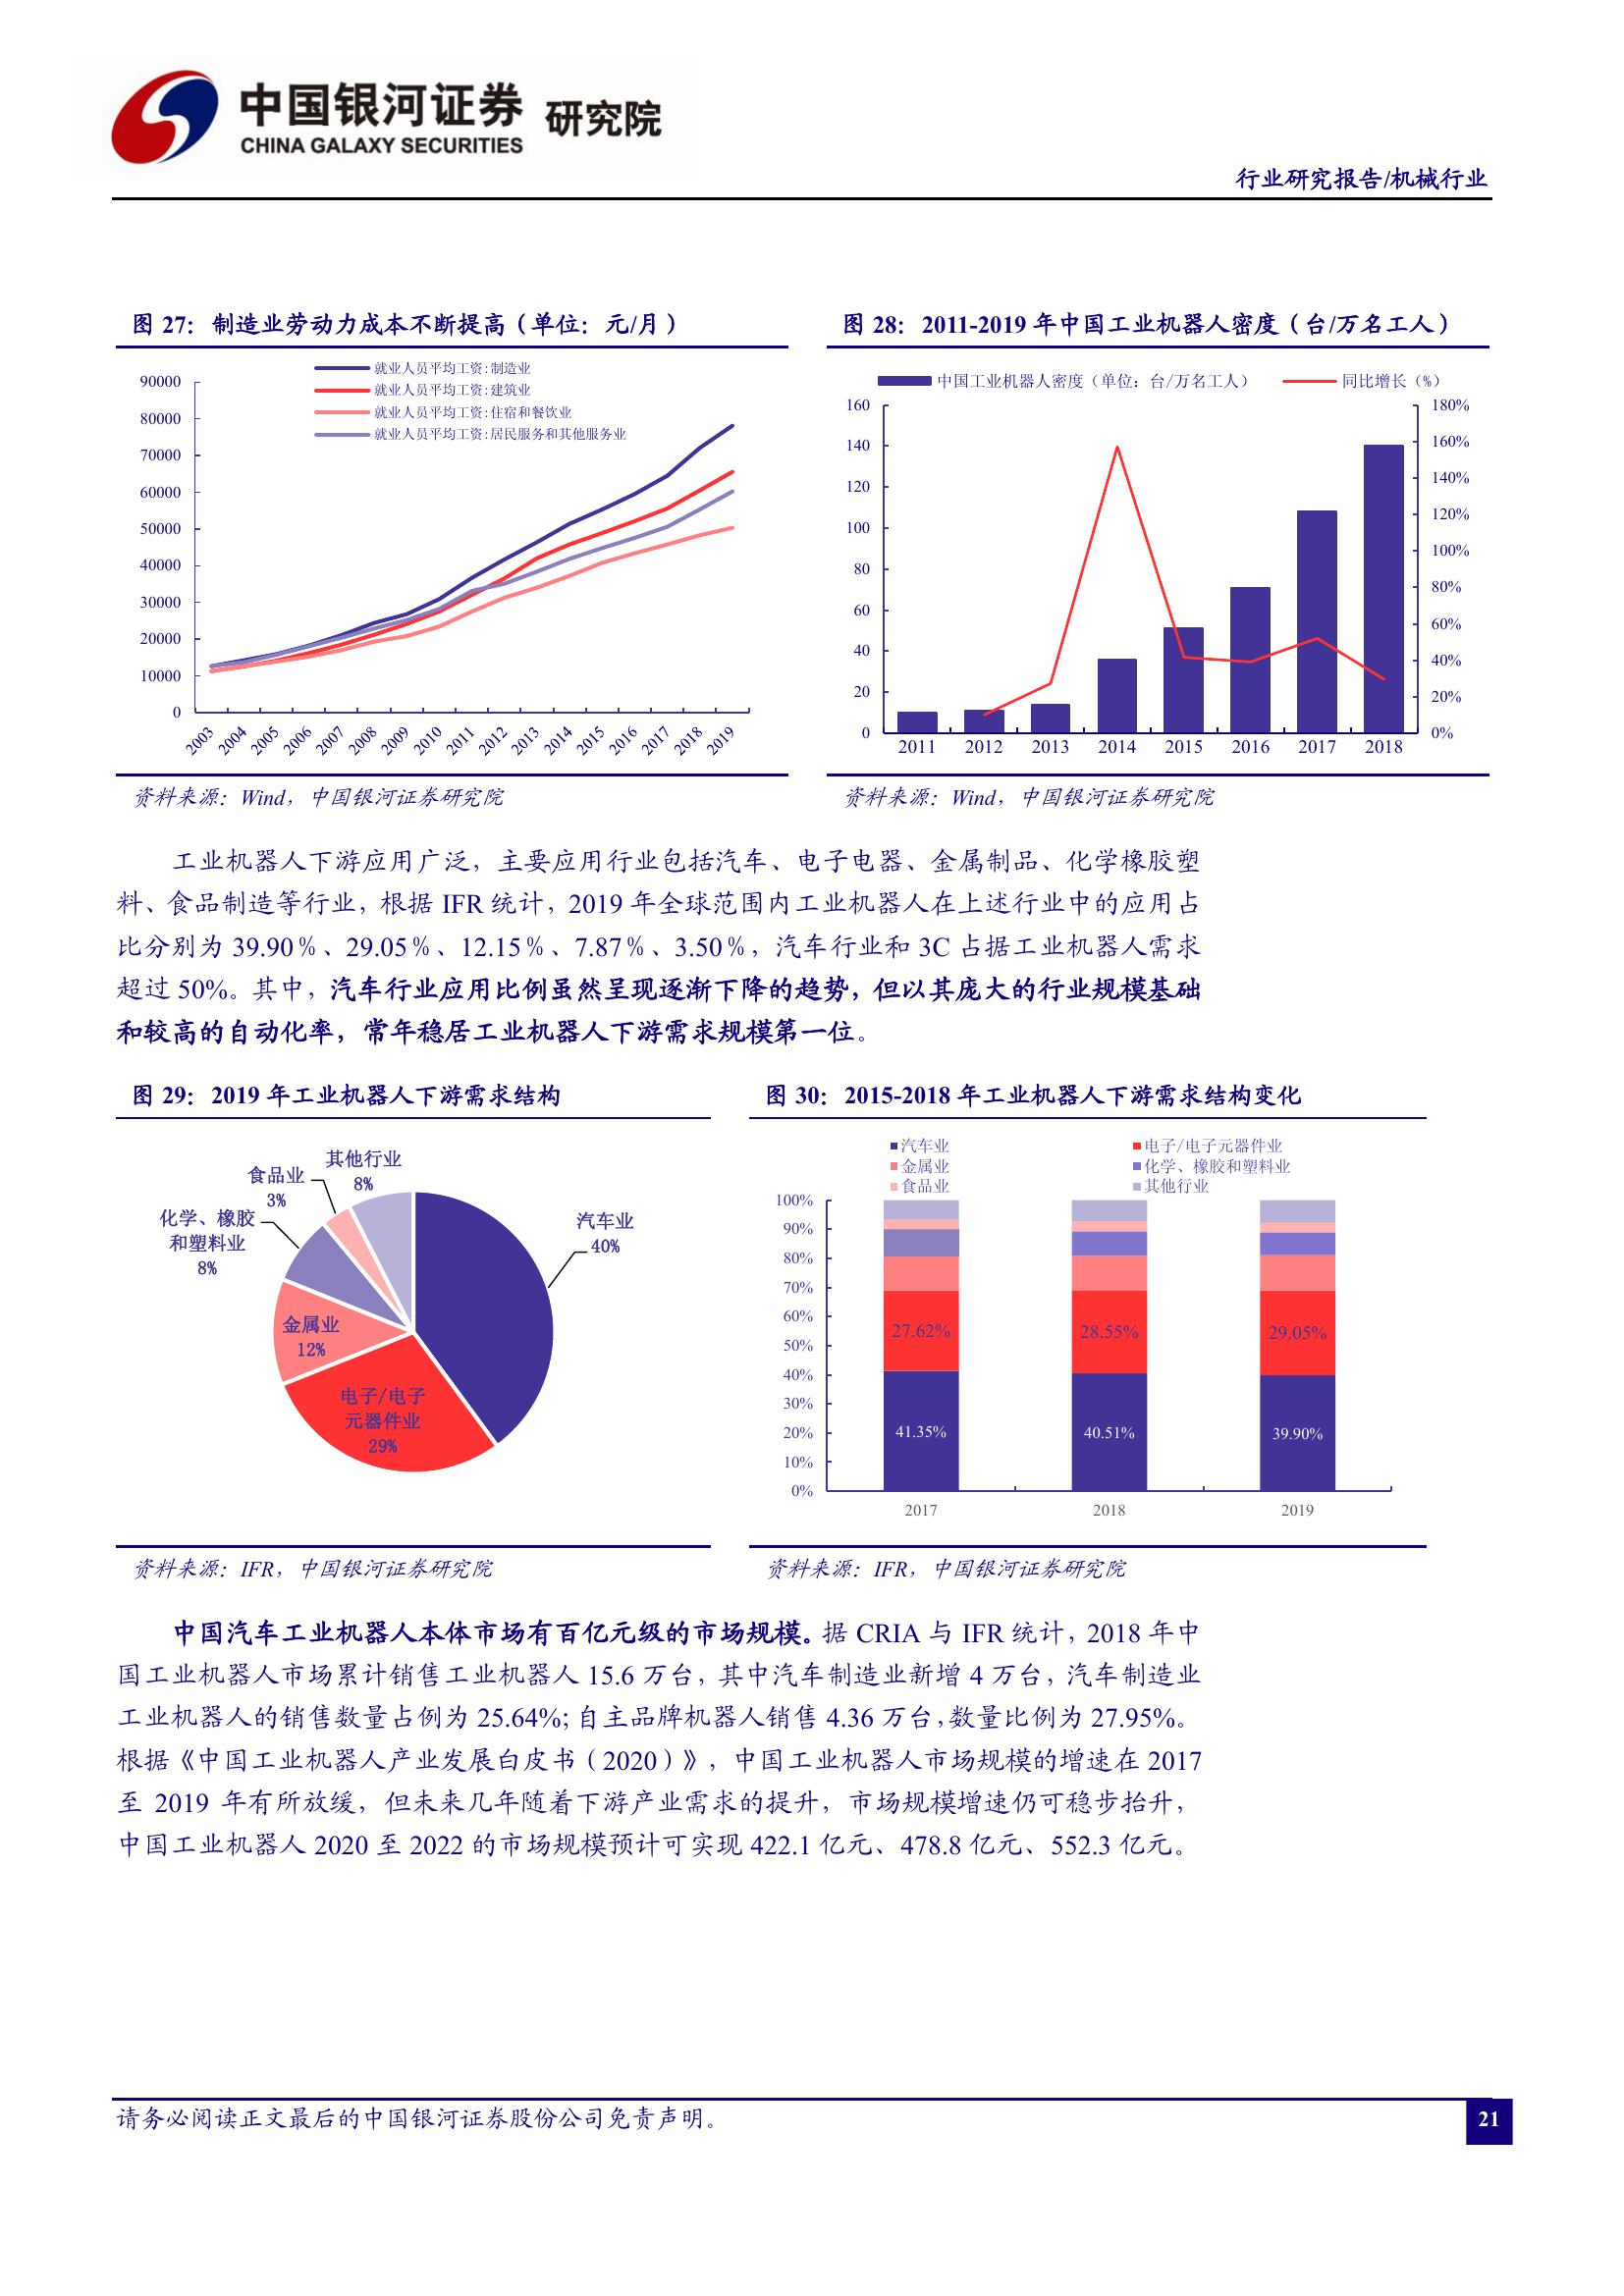 中国银河证券 研究院
CHINA GALAXY SECURITIES
行业研究报告/机械行业
图 27：制造业劳动力成本不断提高（单位：元/月）
就业人员平均工资:制造业
就业人员平均工资:建筑业
就业人员平均工资:住宿和餐饮业
就业人员平均工资:居民服务和其他服务业
90000
80000
70000
60000
50000
40000
30000
20000
10000
0
2003 2004 2005 2006 2007 2008 2009 2010 2011 2012 2013 2014 2015 2016 2017 2018 2019
资料来源：Wind，中国银河证券研究院
图 28：2011-2019 年中国工业机器人密度（台/万名工人）
中国工业机器人密度（单位：台/万名工人） 同比增长（%）
160
140
120
100
80
60
40
20
0
180%
160%
140%
120%
100%
80%
60%
40%
20%
0%
2011 2012 2013 2014 2015 2016 2017 2018
资料来源：Wind，中国银河证券研究院
工业机器人下游应用广泛，主要应用行业包括汽车、电子电器、金属制品、化学橡胶塑
料、食品制造等行业，根据 IFR 统计，2019 年全球范围内工业机器人在上述行业中的应用占
比分别为 39.90％、29.05％、12.15％、7.87％、3.50％，汽车行业和 3C 占据工业机器人需求
超过 50%。其中，汽车行业应用比例虽然呈现逐渐下降的趋势，但以其庞大的行业规模基础
和较高的自动化率，常年稳居工业机器人下游需求规模第一位。
图 29：2019 年工业机器人下游需求结构
其他行业
8%
食品业
3%
化学、橡胶
和塑料业
8%
汽车业
40%
金属业
12%
电子/电子
元器件业
29%
资料来源：IFR，中国银河证券研究院
图 30：2015-2018 年工业机器人下游需求结构变化
汽车业 电子/电子元器件业
金属业 化学、橡胶和塑料业
食品业 其他行业
100%
90%
80%
70%
60%
50%
40%
30%
20%
10%
0%
27.62% 28.55% 29.05%
41.35% 40.51% 39.90%
2017 2018 2019
资料来源：IFR，中国银河证券研究院
中国汽车工业机器人本体市场有百亿元级的市场规模。据 CRIA 与 IFR 统计，2018 年中
国工业机器人市场累计销售工业机器人 15.6 万台，其中汽车制造业新增 4 万台，汽车制造业
工业机器人的销售数量占例为 25.64%；自主品牌机器人销售 4.36 万台，数量比例为 27.95%。
根据《中国工业机器人产业发展白皮书（2020）》，中国工业机器人市场规模的增速在 2017
至 2019 年有所放缓，但未来几年随着下游产业需求的提升，市场规模增速仍可稳步抬升，
中国工业机器人 2020 至 2022 的市场规模预计可实现 422.1 亿元、478.8 亿元、552.3 亿元。
请务必阅读正文最后的中国银河证券股份公司免责声明。
21